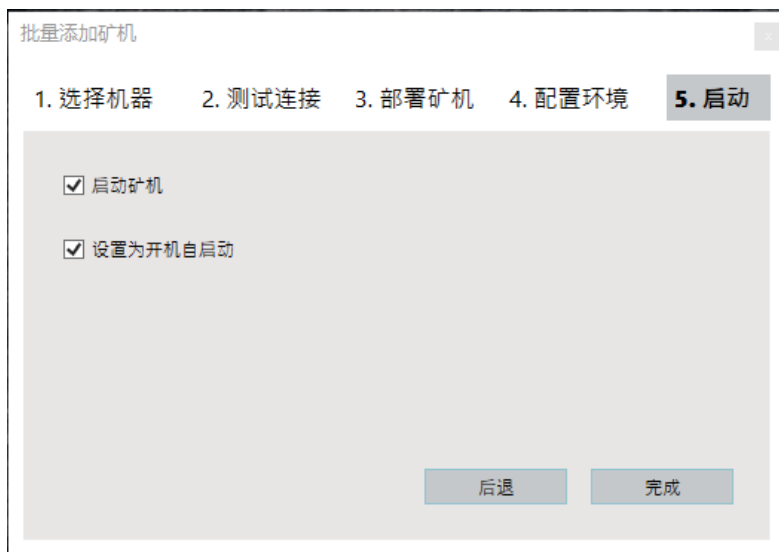 批量添加矿机
x
1. 选择机器 2. 测试连接 3. 部署矿机 4. 配置环境 5. 启动
启动矿机
设置为开机自启动
后退 完成